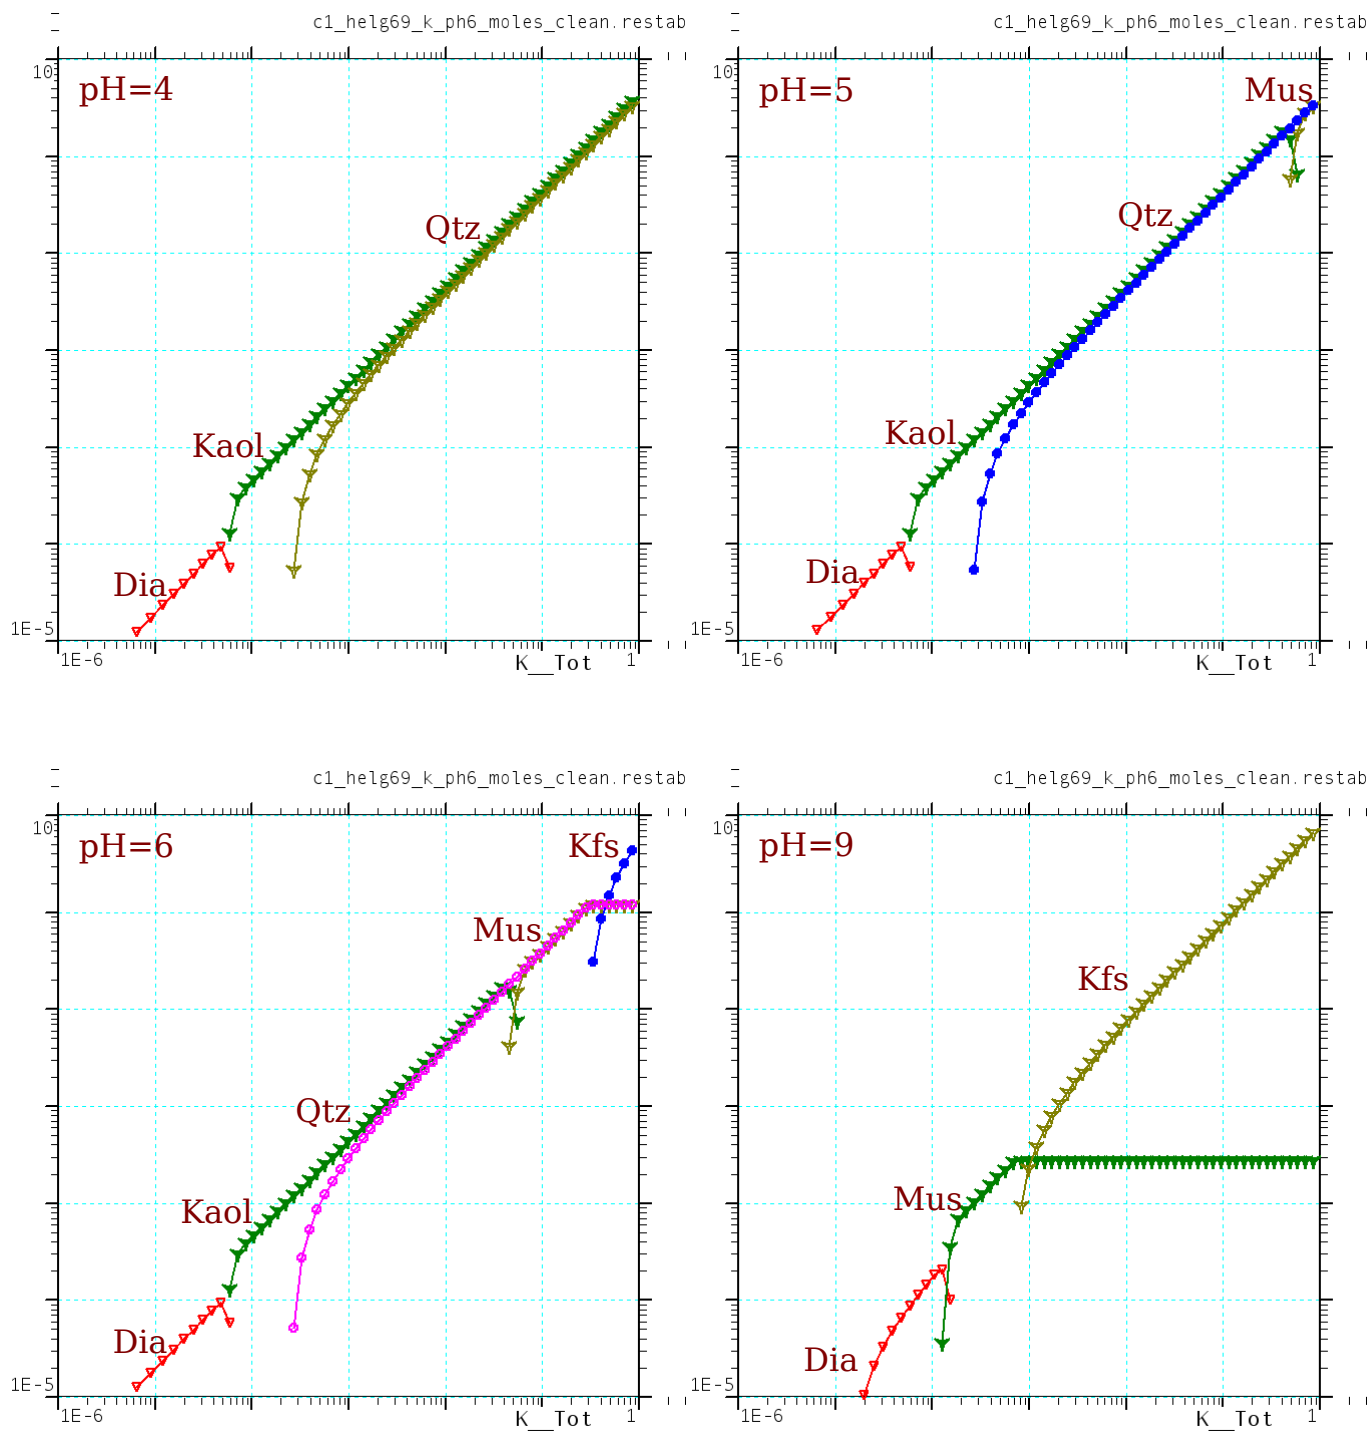 c1_helg69_k_ph6_moles_clean.restab
10
pH=4
Qtz
Kaol
Dia
1E-5
1E-6
K__Tot
1
c1_helg69_k_ph6_moles_clean.restab
10
pH=5
Mus
Qtz
Kaol
Dia
1E-5
1E-6
K__Tot
1
c1_helg69_k_ph6_moles_clean.restab
10
pH=6
Kfs
Mus
Qtz
Kaol
Dia
1E-5
1E-6
K__Tot
1
c1_helg69_k_ph6_moles_clean.restab
10
pH=9
Kfs
Mus
Dia
1E-5
1E-6
K__Tot
1